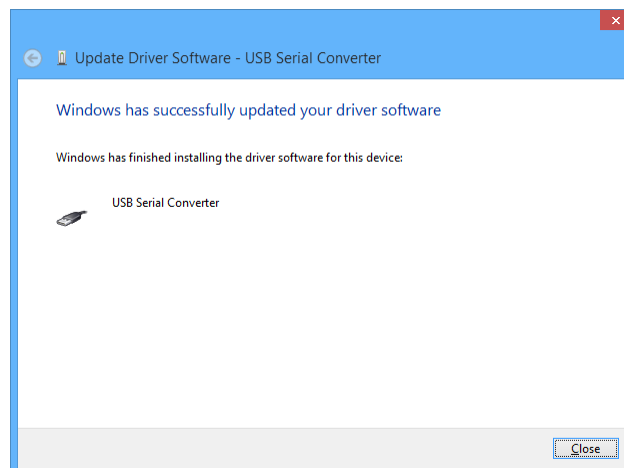 Update Driver Software - USB Serial Converter
Windows has successfully updated your driver software
Windows has finished installing the driver software for this device:
USB Serial Converter
Close